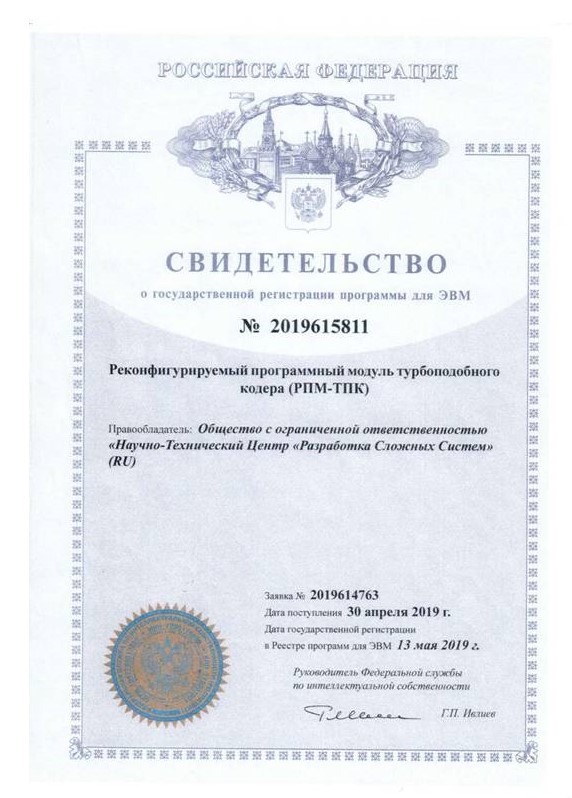 РОССИЙСКАЯ ФЕДЕРАЦИЯ
СВИДЕТЕЛЬСТВО
о государственной регистрации программы для ЭВМ
№ 2019615811
Реконфигурируемый программный модуль турбоподобного
кодера (РПМ-ТПК)
Правообладатель: Общество с ограниченной ответственностью
«Научно-Технический Центр «Разработка Сложных Систем»
(RU)
Заявка № 2019614763
Дата поступления 30 апреля 2019 г.
Дата государственной регистрации
в Реестре программ для ЭВМ 13 мая 2019 г.
Руководитель Федеральной службы
по интеллектуальной собственности
Г.П. Ивлиев